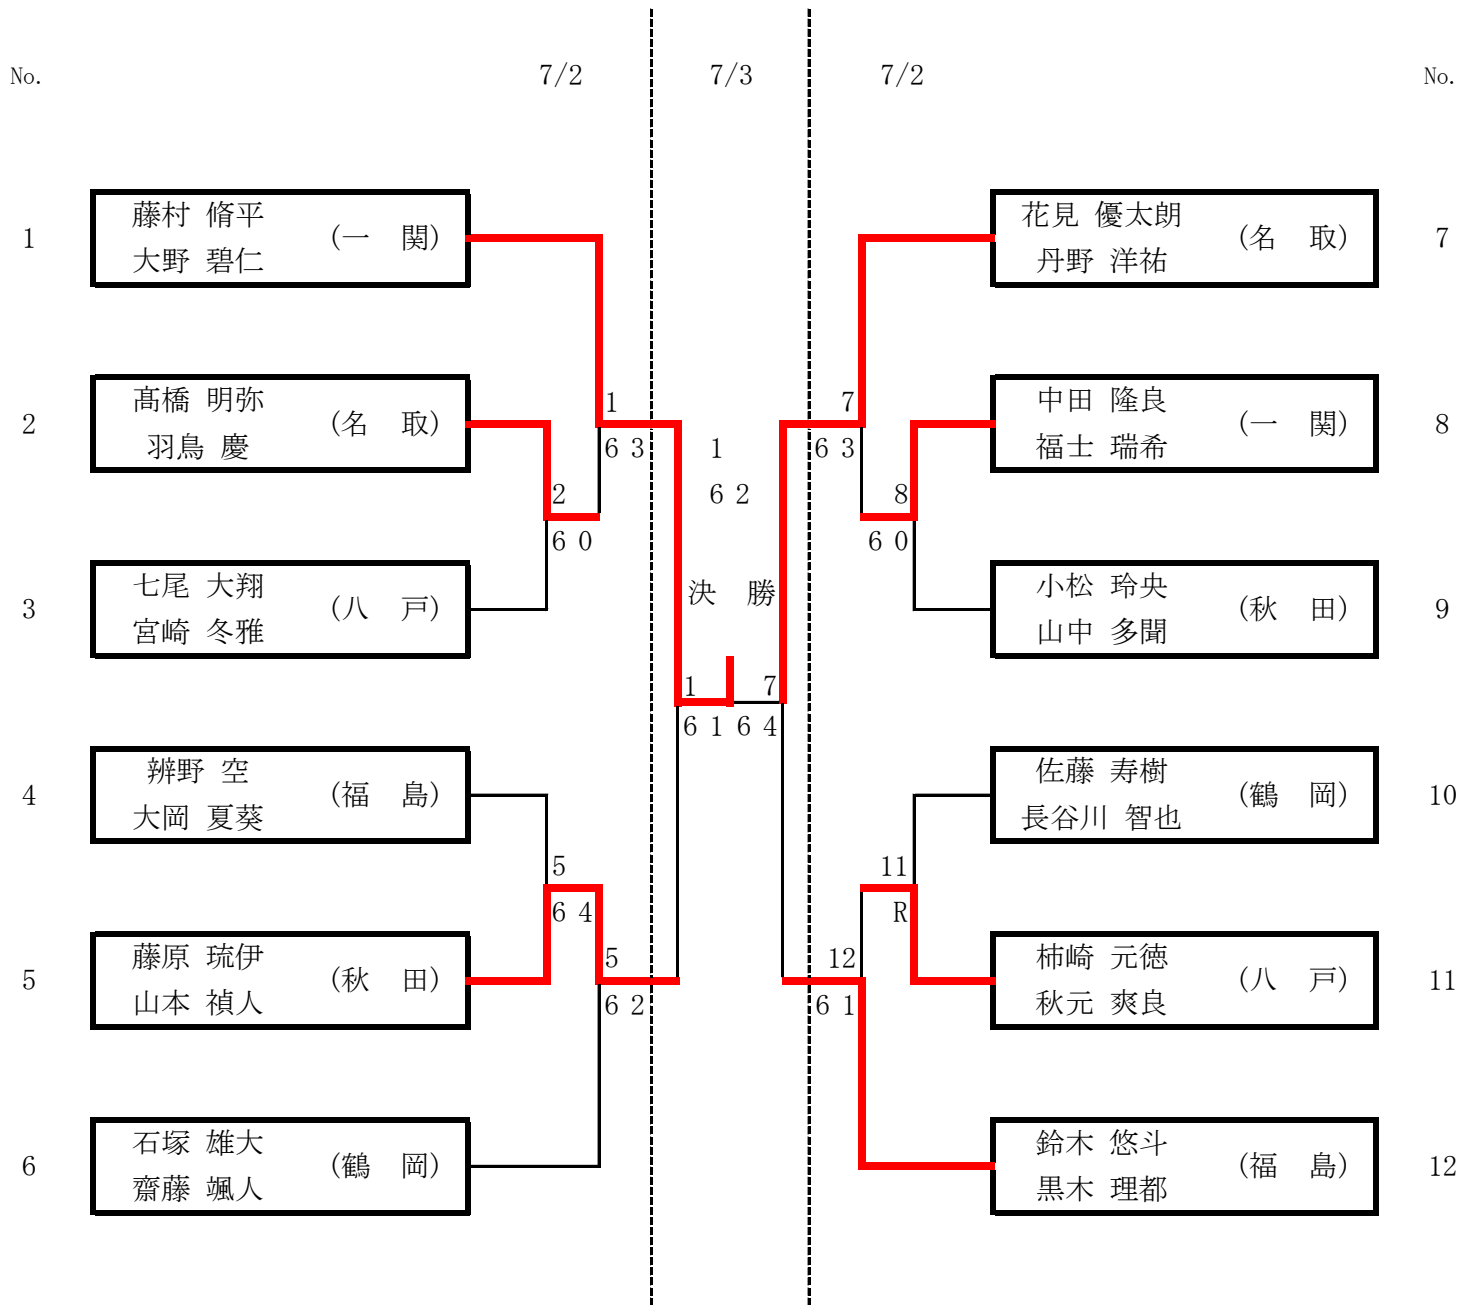 7/2 7/3 7/2
No. No.
藤村 脩平 花見 優太朗
1 (一 関) (名 取) 7
大野 碧仁 丹野 洋祐
髙橋 明弥 1 7 中田 隆良
2 (名 取) (一 関) 8
羽鳥 慶 6 3 1 6 3 福士 瑞希
2 6 2 8
6 0 6 0
七尾 大翔 決 勝 小松 玲央
3 (八 戸) (秋 田) 9
宮崎 冬雅 山中 多聞
1 7
6 1 6 4
辨野 空 佐藤 寿樹
4 (福 島) (鶴 岡) 10
大岡 夏葵 長谷川 智也
5 11
6 4 R
藤原 琉伊 5 12 柿崎 元徳
5 (秋 田) (八 戸) 11
山本 禎人 6 2 6 1 秋元 爽良
石塚 雄大 鈴木 悠斗
6 (鶴 岡) (福 島) 12
齋藤 颯人 黒木 理都